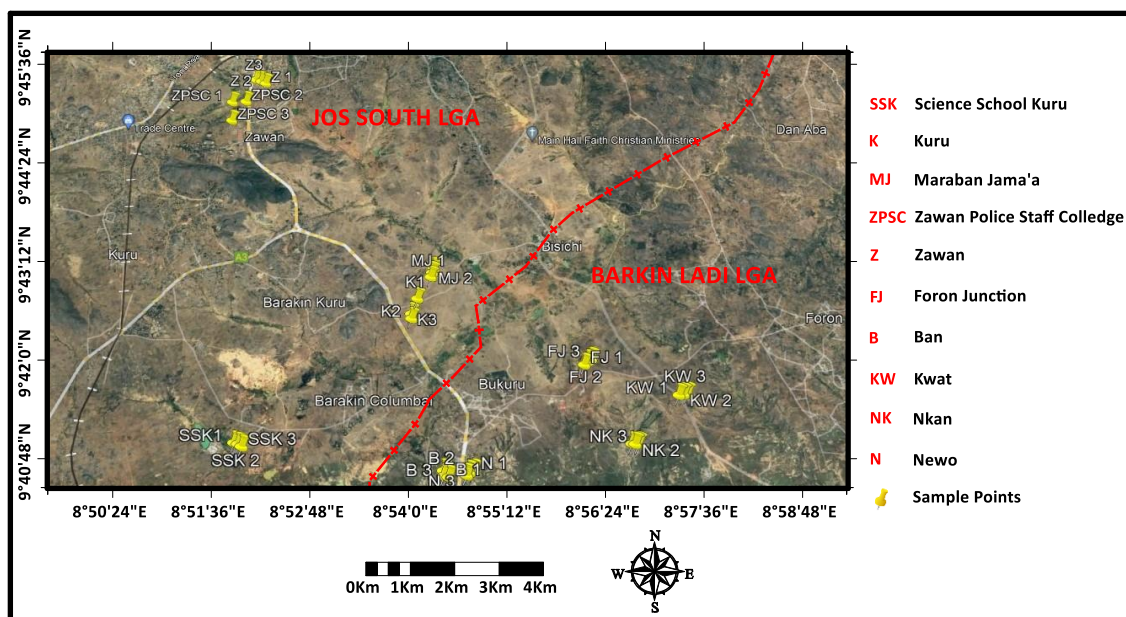 9°45'36"N
9°44'24"N
9°43'12"N
9°42'0"N
9°40'48"N
Z3
Z 2
Z 1
ZPSC 1
ZPSC 2
ZPSC 3
Zawan
Trade Centre
JOS SOUTH LGA
Main Hall.Faith Christian Ministries
Dan Aba
Kuru
A3
Bisichi
MJ 1
MJ 2
BARKIN LADI LGA
K1
Barakin Kuru
K2
K3
Foron
FJ 3
FJ 1
FJ 2
KW 3
KW 1
KW 2
Bukuru
Barakin Columbai
SSK1
SSK 3
SSK 2
NK 3
NK 2
B 2
B 3
B 1
N 1
N 3
8°50'24"E 8°51'36"E 8°52'48"E 8°54'0"E 8°55'12"E 8°56'24"E 8°57'36"E 8°58'48"E
SSK Science School Kuru
K Kuru
MJ Maraban Jama'a
ZPSC Zawan Police Staff Colledge
Z Zawan
FJ Foron Junction
B Ban
KW Kwat
NK Nkan
N Newo
Sample Points
0Km 1Km 2Km 3Km 4Km
N
W E
S